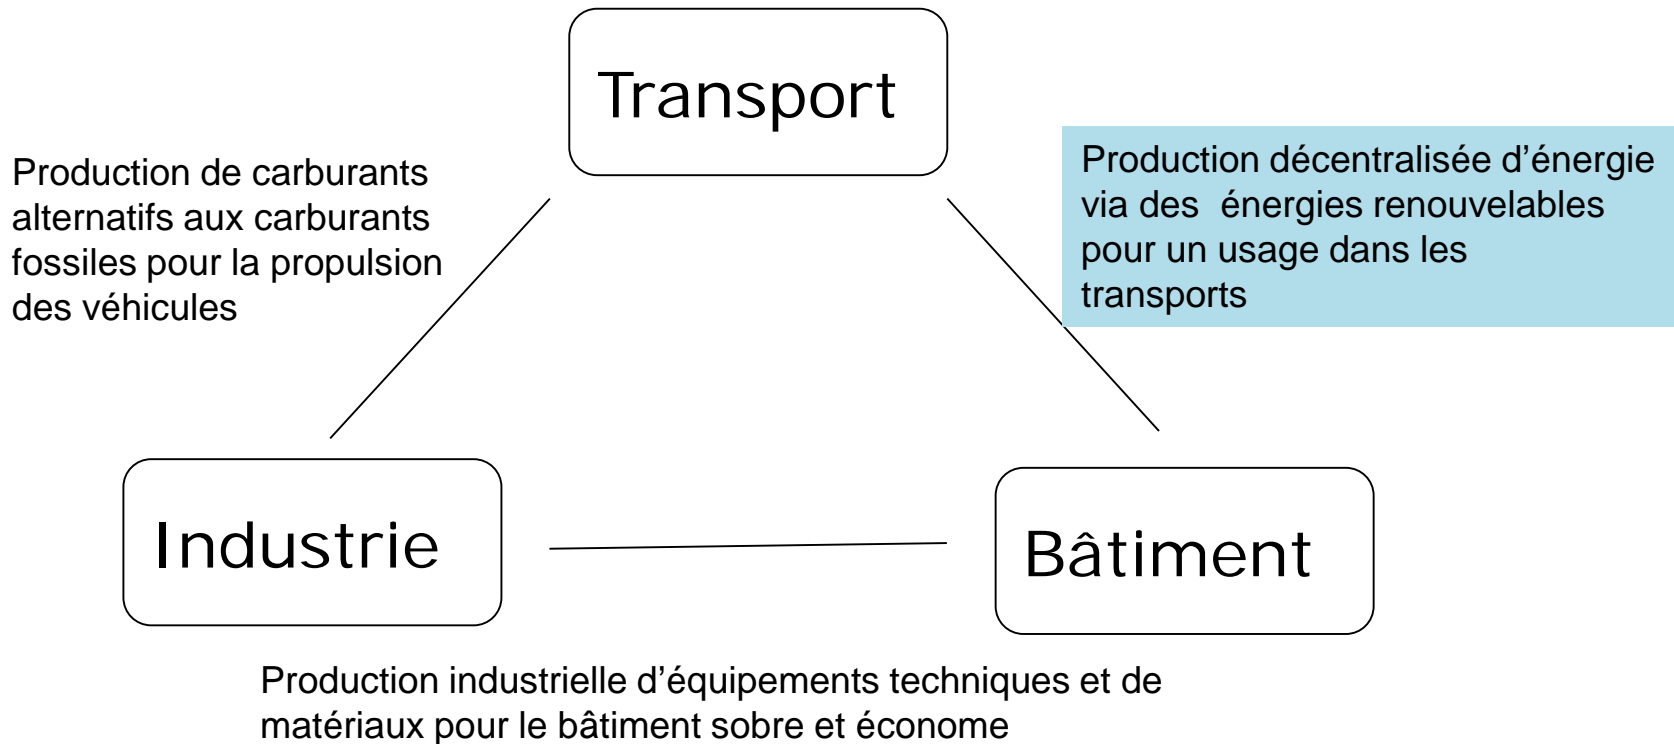 Transport
Production de carburants
alternatifs aux carburants
fossiles pour la propulsion
des véhicules
Production décentralisée d’énergie
via des  énergies renouvelables
pour un usage dans les
transports
Industrie
Bâtiment
Production industrielle d’équipements techniques et de
matériaux pour le bâtiment sobre et économe